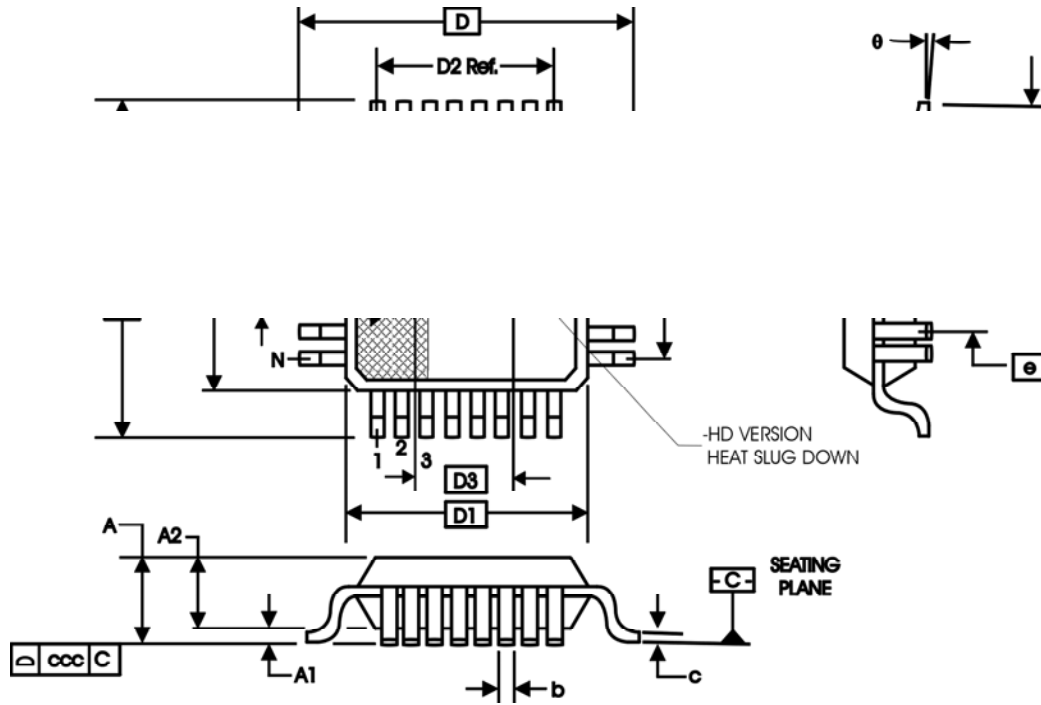 D
D2 Ref.
θ
N
e
1
2
3
-HD VERSION
HEAT SLUG DOWN
D3
D1
A
A2
SEATING
PLANE
-C-
⌓ ccc C
A1
b
c